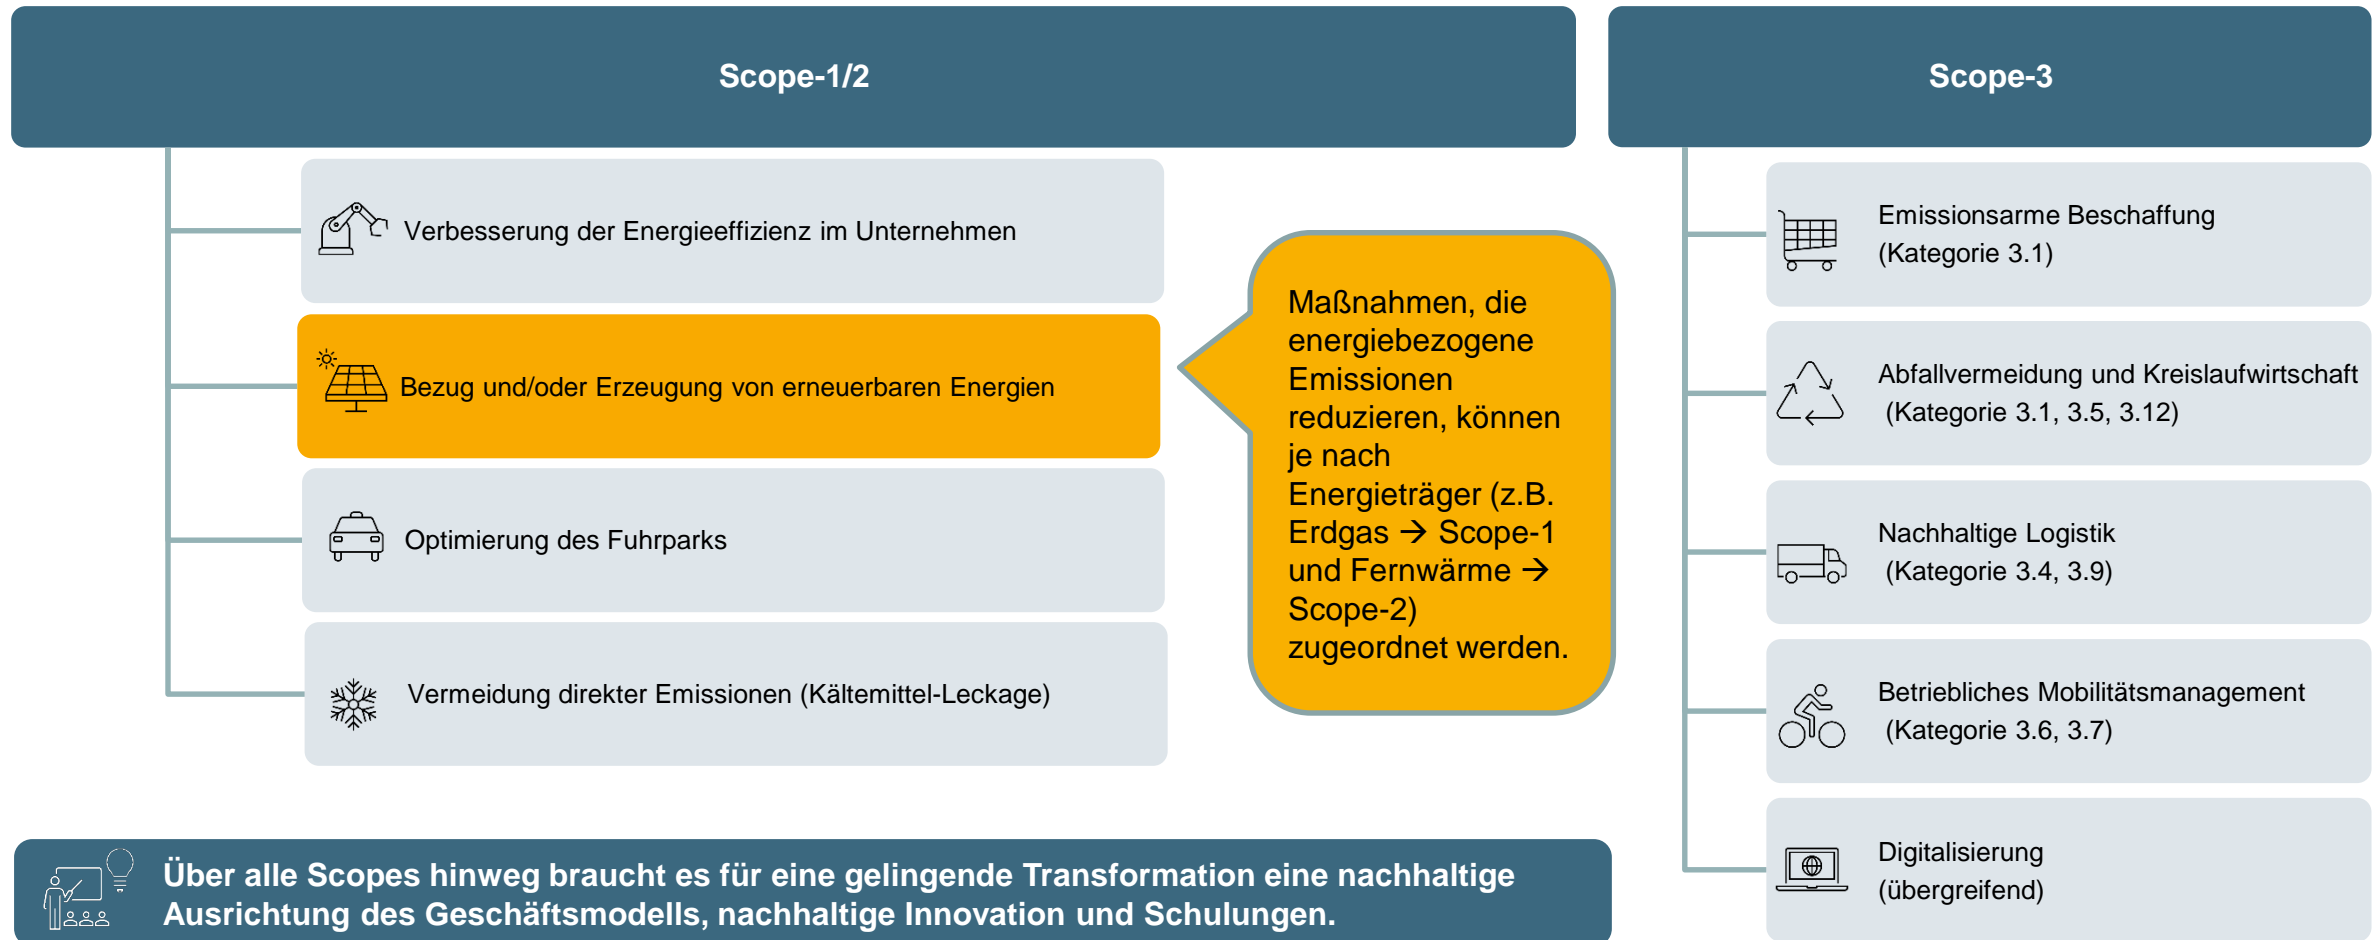 Scope-1/2
Verbesserung der Energieeffizienz im Unternehmen
Bezug und/oder Erzeugung von erneuerbaren Energien
Optimierung des Fuhrparks
Vermeidung direkter Emissionen (Kältemittel-Leckage)
Maßnahmen, die
energiebezogene
Emissionen
reduzieren, können
je nach
Energieträger (z.B.
Erdgas → Scope-1
und Fernwärme →
Scope-2)
zugeordnet werden.
Scope-3
Emissionsarme Beschaffung
(Kategorie 3.1)
Abfallvermeidung und Kreislaufwirtschaft
(Kategorie 3.1, 3.5, 3.12)
Nachhaltige Logistik
(Kategorie 3.4, 3.9)
Betriebliches Mobilitätsmanagement
(Kategorie 3.6, 3.7)
Digitalisierung
(übergreifend)
Über alle Scopes hinweg braucht es für eine gelingende Transformation eine nachhaltige
Ausrichtung des Geschäftsmodells, nachhaltige Innovation und Schulungen.